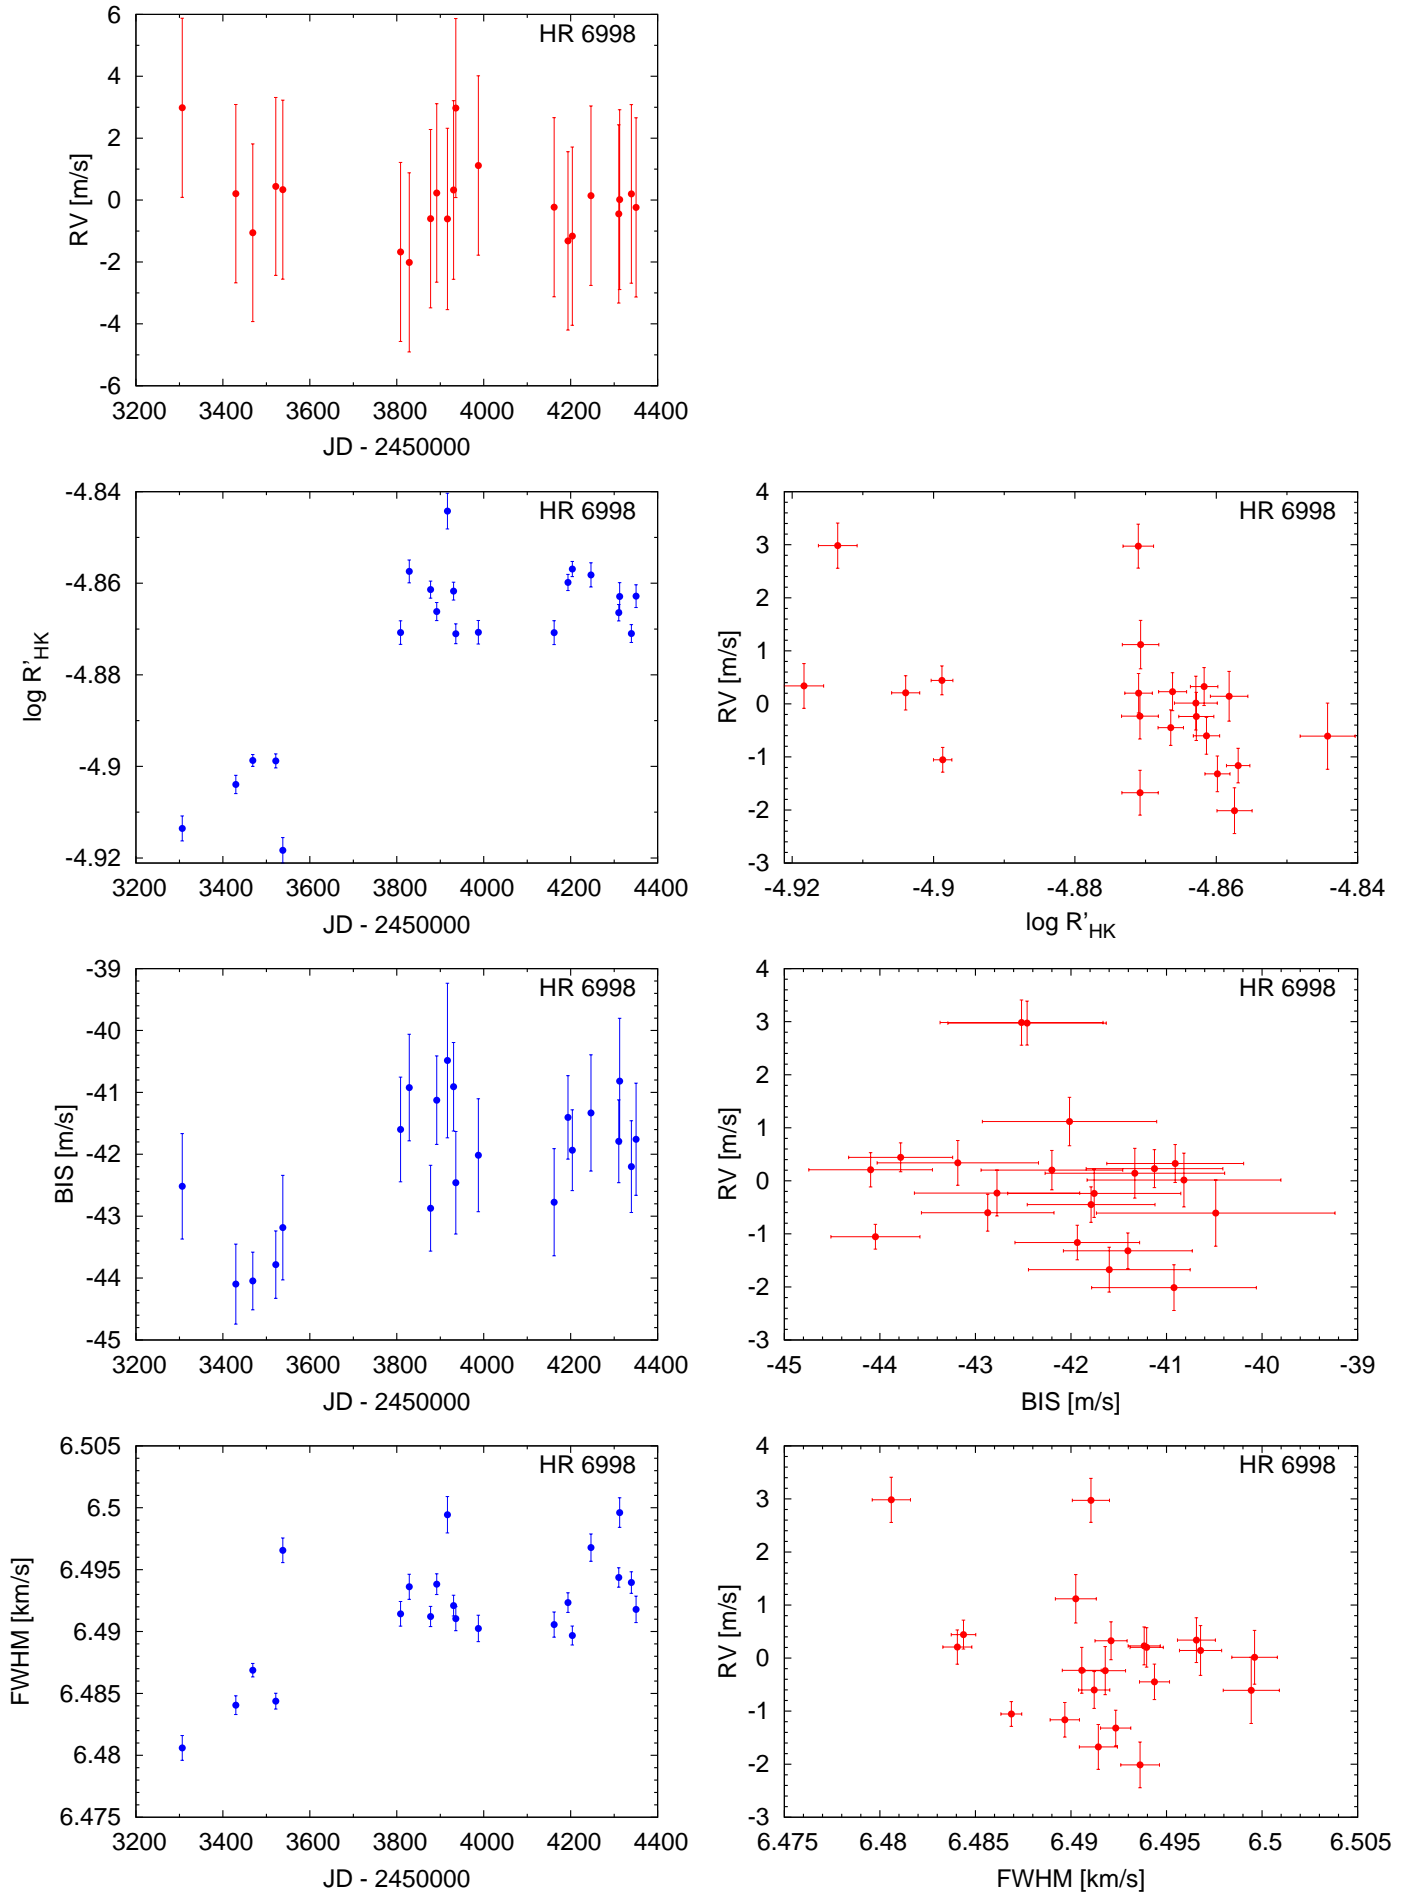 6
4
2
0
-2
-4
-6
RV [m/s]
HR 6998
3200 3400 3600 3800 4000 4200 4400
JD - 2450000
-4.84
-4.86
-4.88
-4.9
-4.92
log R'HK
HR 6998
3200 3400 3600 3800 4000 4200 4400
JD - 2450000
4
3
2
1
0
-1
-2
-3
RV [m/s]
HR 6998
-4.92 -4.9 -4.88 -4.86 -4.84
log R'HK
-39
-40
-41
-42
-43
-44
-45
BIS [m/s]
HR 6998
3200 3400 3600 3800 4000 4200 4400
JD - 2450000
4
3
2
1
0
-1
-2
-3
RV [m/s]
HR 6998
-45 -44 -43 -42 -41 -40 -39
BIS [m/s]
6.505
6.5
6.495
6.49
6.485
6.48
6.475
FWHM [km/s]
HR 6998
3200 3400 3600 3800 4000 4200 4400
JD - 2450000
4
3
2
1
0
-1
-2
-3
RV [m/s]
HR 6998
6.475 6.48 6.485 6.49 6.495 6.5 6.505
FWHM [km/s]